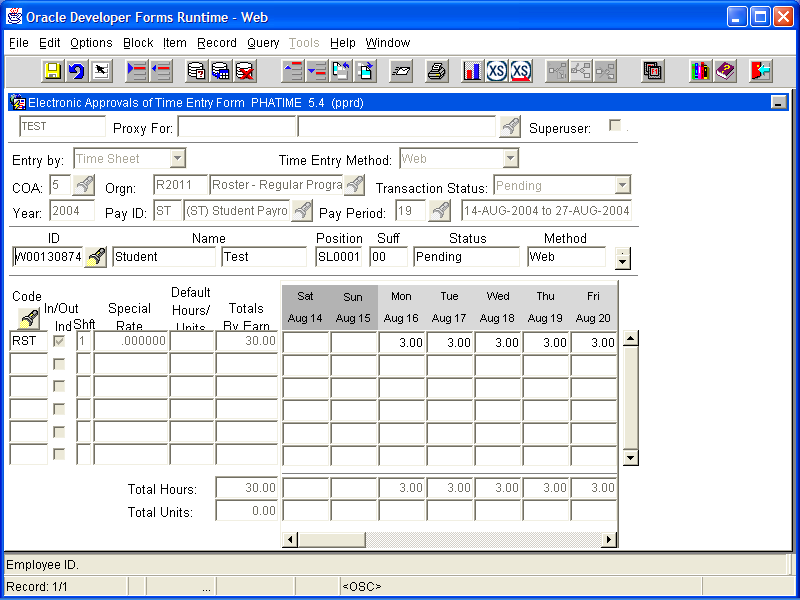 Oracle Developer Forms Runtime - Web
File Edit Options Block Item Record Query Tools Help Window
XS XS
Electronic Approvals of Time Entry Form PHATIME 5.4 (pprd)
TEST Proxy For: Superuser:
Entry by: Time Sheet Time Entry Method: Web
COA: 5 Orgn: R2011 Roster - Regular Progra Transaction Status: Pending
Year: 2004 Pay ID: ST (ST) Student Payro Pay Period: 19 14-AUG-2004 to 27-AUG-2004
ID Name Position Suff Status Method
W00130874 Student Test SL0001 00 Pending Web
Code In/Out Ind Shft Special Rate Default Hours/ Units Totals By Earn
Sat Sun Mon Tue Wed Thu Fri
Aug 14 Aug 15 Aug 16 Aug 17 Aug 18 Aug 19 Aug 20
RST 1 .000000 30.00 3.00 3.00 3.00 3.00 3.00
Total Hours: 30.00 3.00 3.00 3.00 3.00 3.00
Total Units: 0.00
Employee ID.
Record: 1/1 ... <OSC>